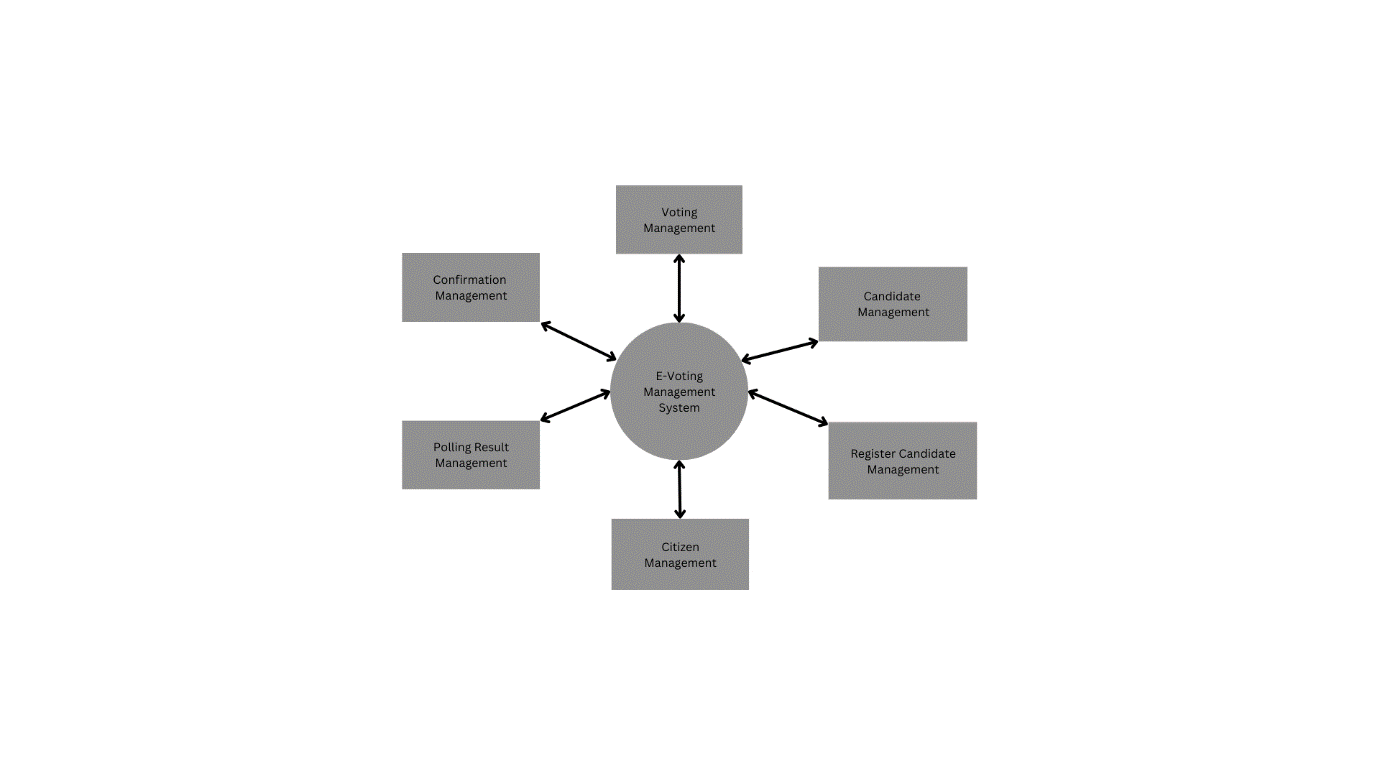 Voting
Management
Confirmation
Management
Candidate
Management
E-Voting
Management
System
Polling Result
Management
Register Candidate
Management
Citizen
Management